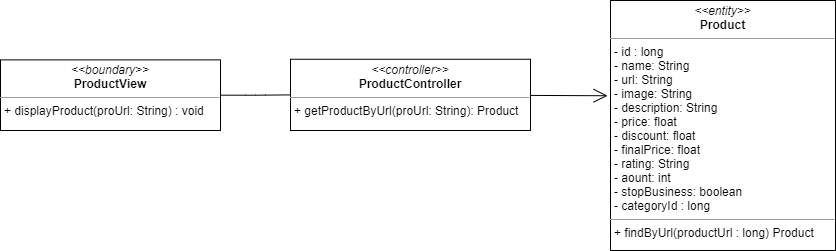 <<boundary>>
ProductView
+ displayProduct(proUrl: String) : void
<<controller>>
ProductController
+ getProductByUrl(proUrl: String): Product
<<entity>>
Product
- id : long
- name: String
- url: String
- image: String
- description: String
- price: float
- discount: float
- finalPrice: float
- rating: String
- aount: int
- stopBusiness: boolean
- categoryId : long
+ findByUrl(productUrl : long) Product